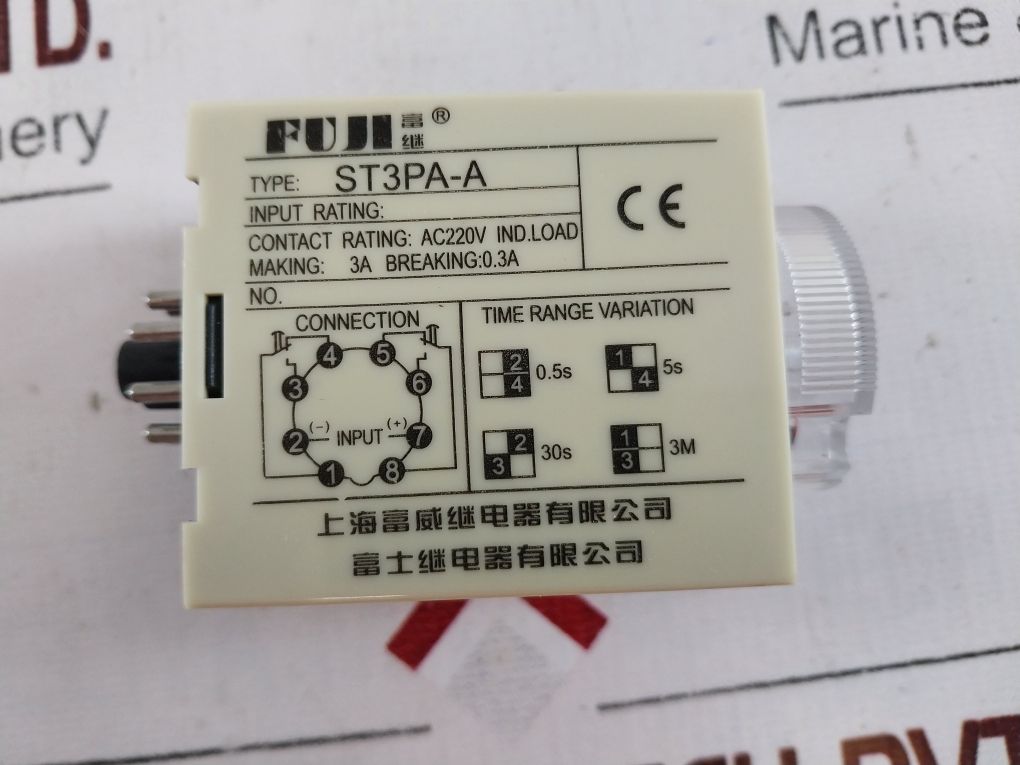 TD.
Marine
nery
FUJI 富继 ®
TYPE: ST3PA-A
INPUT RATING:
CONTACT RATING: AC220V IND.LOAD
MAKING: 3A BREAKING:0.3A
CE
NO.
CONNECTION
4 5
3 6
2 (-) INPUT (+) 7
1 8
TIME RANGE VARIATION
2 4 0.5s
1 4 5s
2 3 30s
1 3 3M
上海富威继电器有限公司
富士继电器有限公司